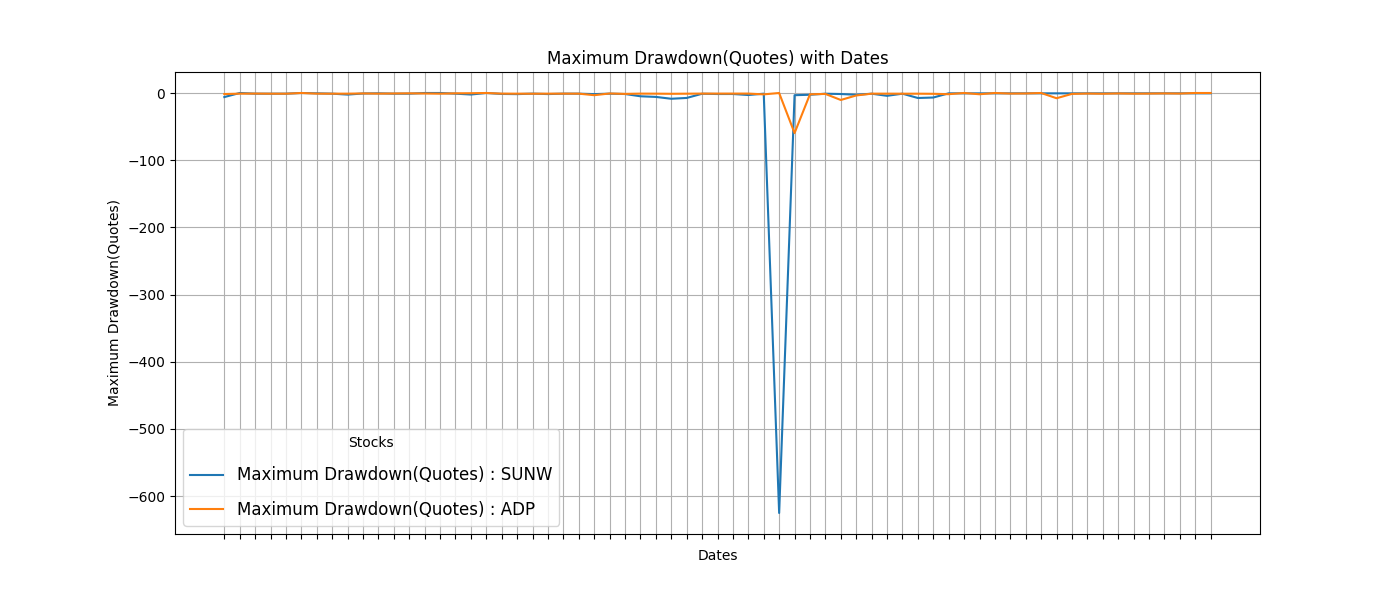 Maximum Drawdown(Quotes) with Dates
Maximum Drawdown(Quotes)
0
−100
−200
−300
−400
−500
−600
Stocks
Maximum Drawdown(Quotes) : SUNW
Maximum Drawdown(Quotes) : ADP
Dates